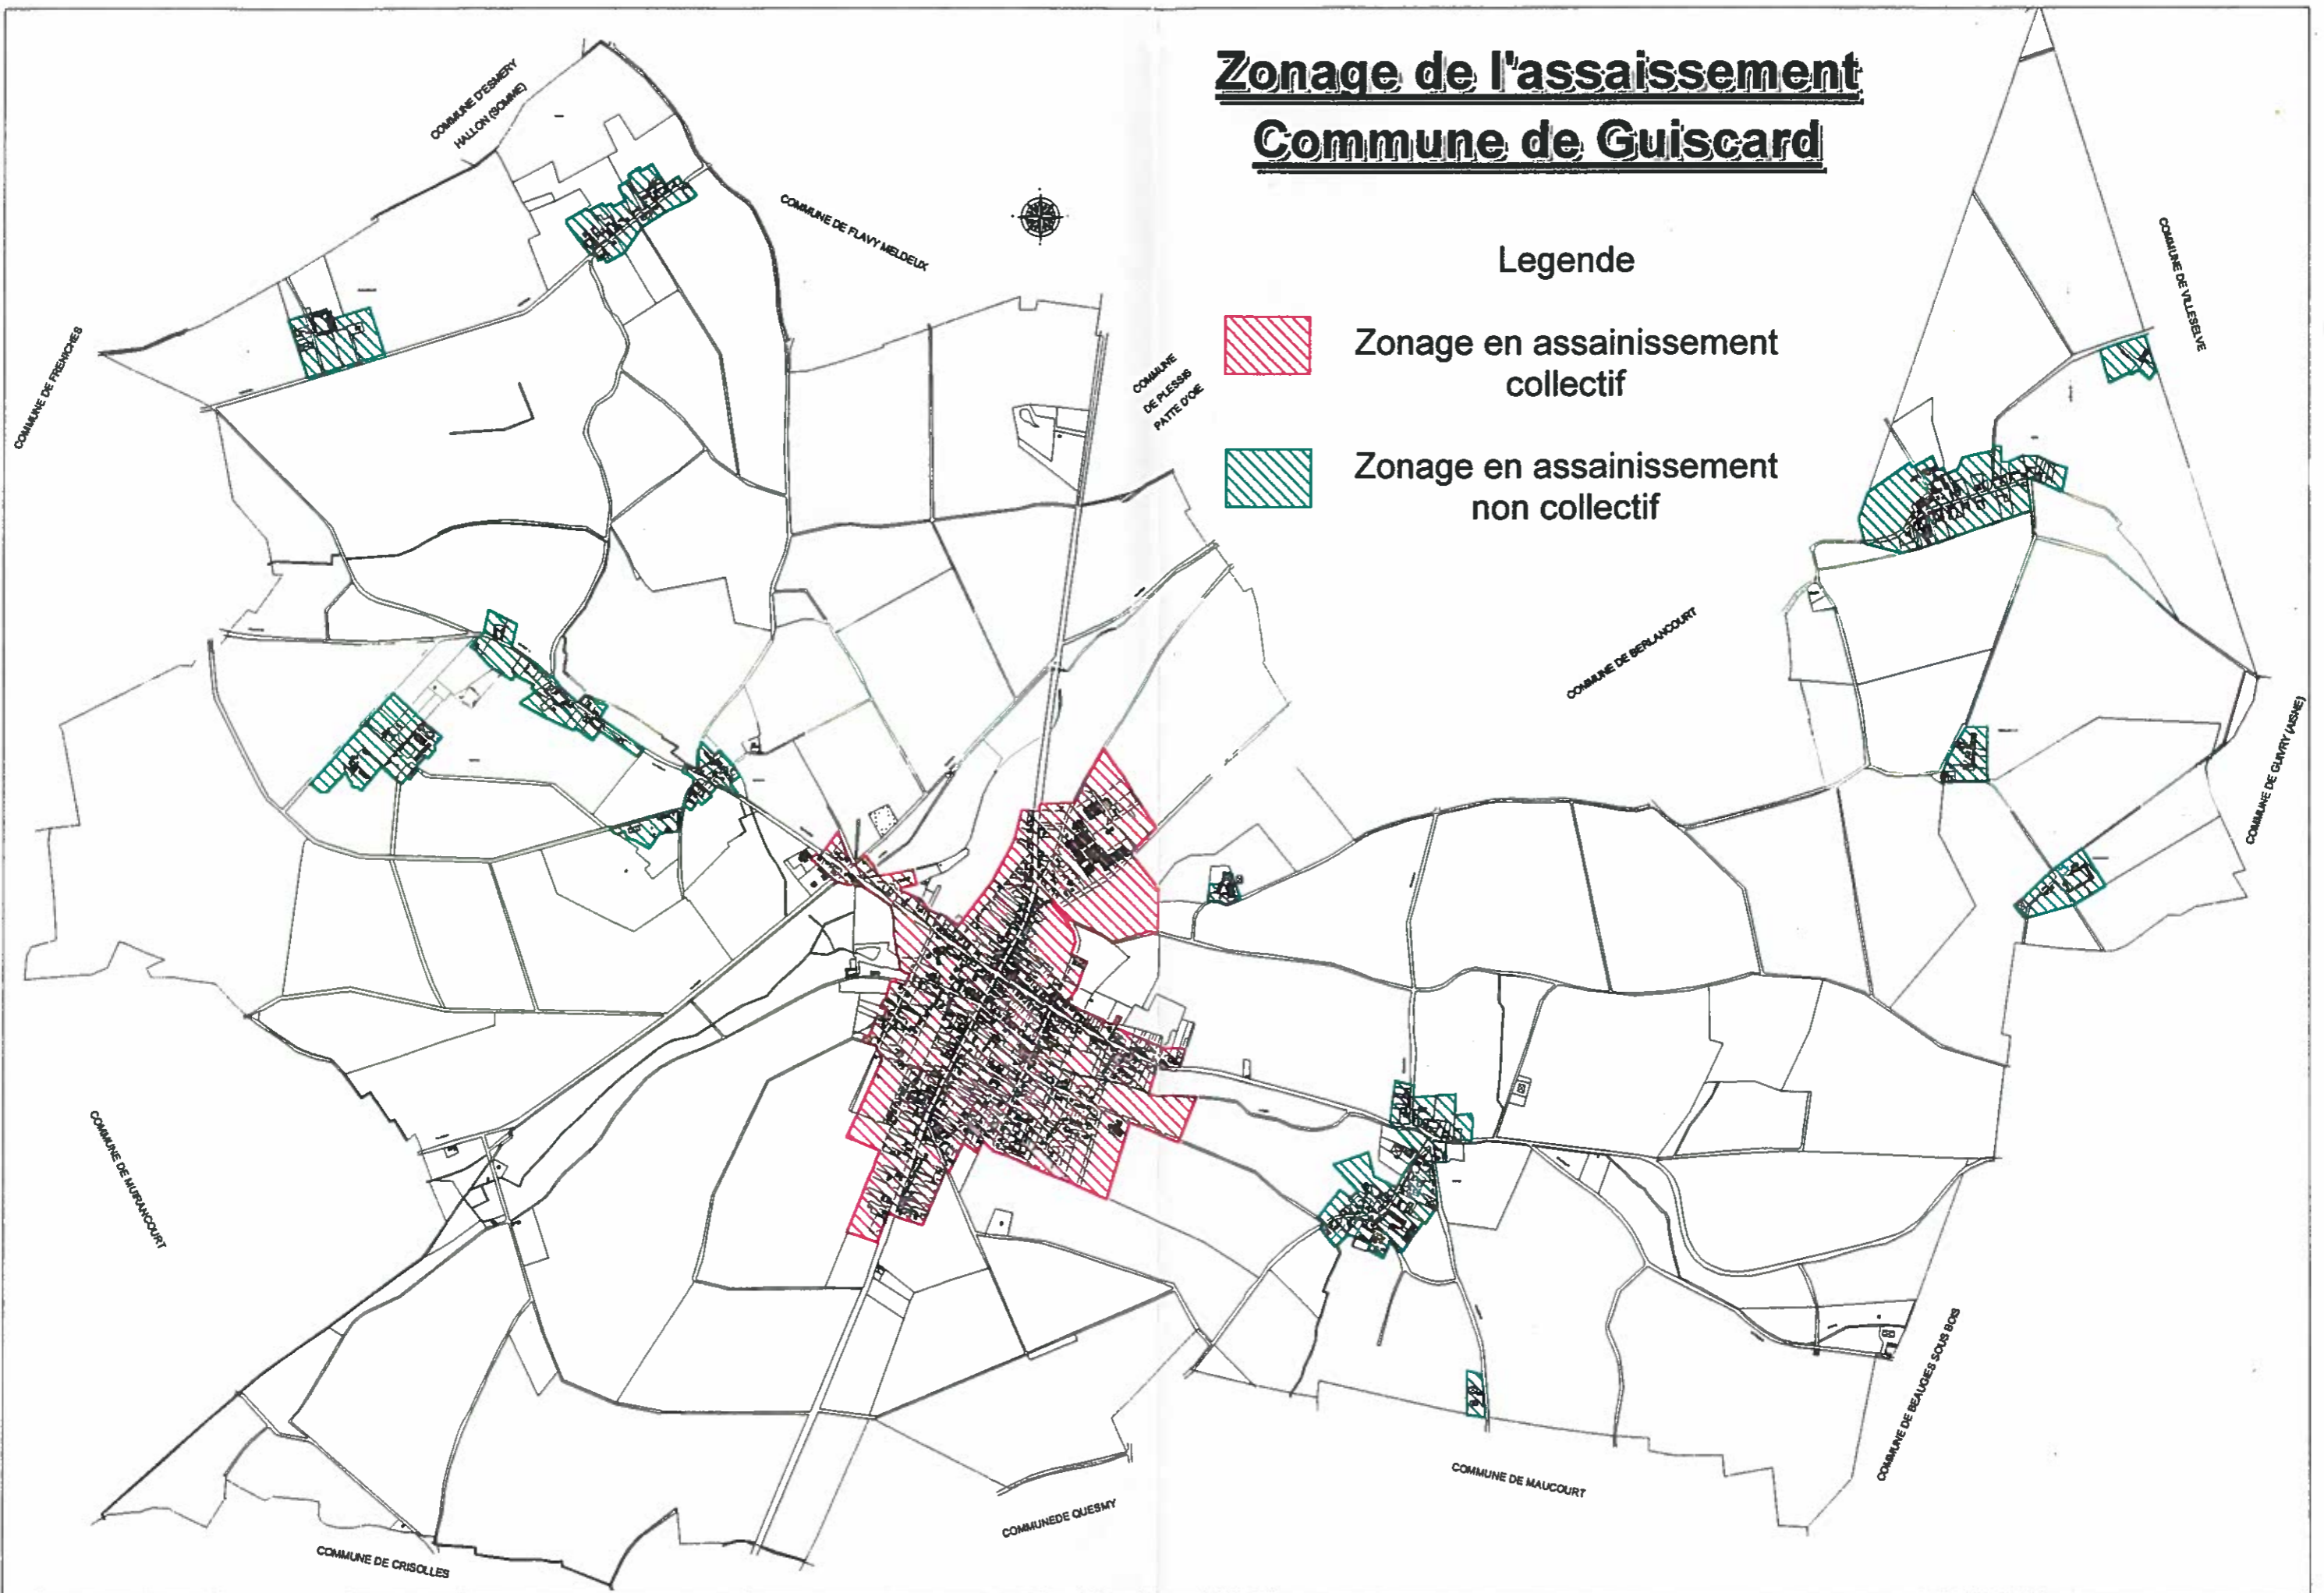 Zonage de l'assaissement
Commune de Guiscard
Legende
Zonage en assainissement
collectif
Zonage en assainissement
non collectif
COMMUNE D'ESMERY
HALLON (SOMME)
COMMUNE DE FLAVY MELDEUX
COMMUNE DE FRENICHES
COMMUNE
DE PLESSIS
PATTE D'OIE
COMMUNE DE VILLESELVE
COMMUNE DE BERLANCOURT
COMMUNE DE GUIVRY (AISNE)
COMMUNE DE MUIRANCOURT
COMMUNE DE BEAUGIES SOUS BOIS
COMMUNE DE MAUCOURT
COMMUNEDE QUESMY
COMMUNE DE CRISOLLES